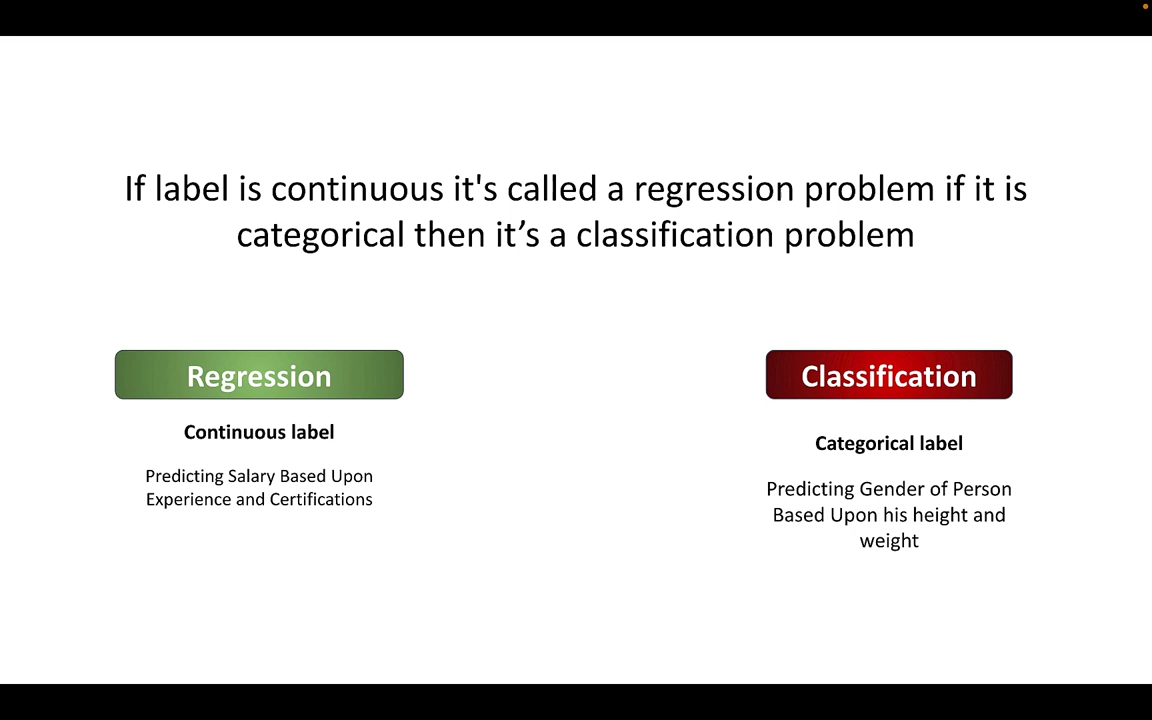 If label is continuous it's called a regression problem if it is
categorical then it’s a classification problem
Regression
Continuous label
Predicting Salary Based Upon
Experience and Certifications
Classification
Categorical label
Predicting Gender of Person
Based Upon his height and
weight